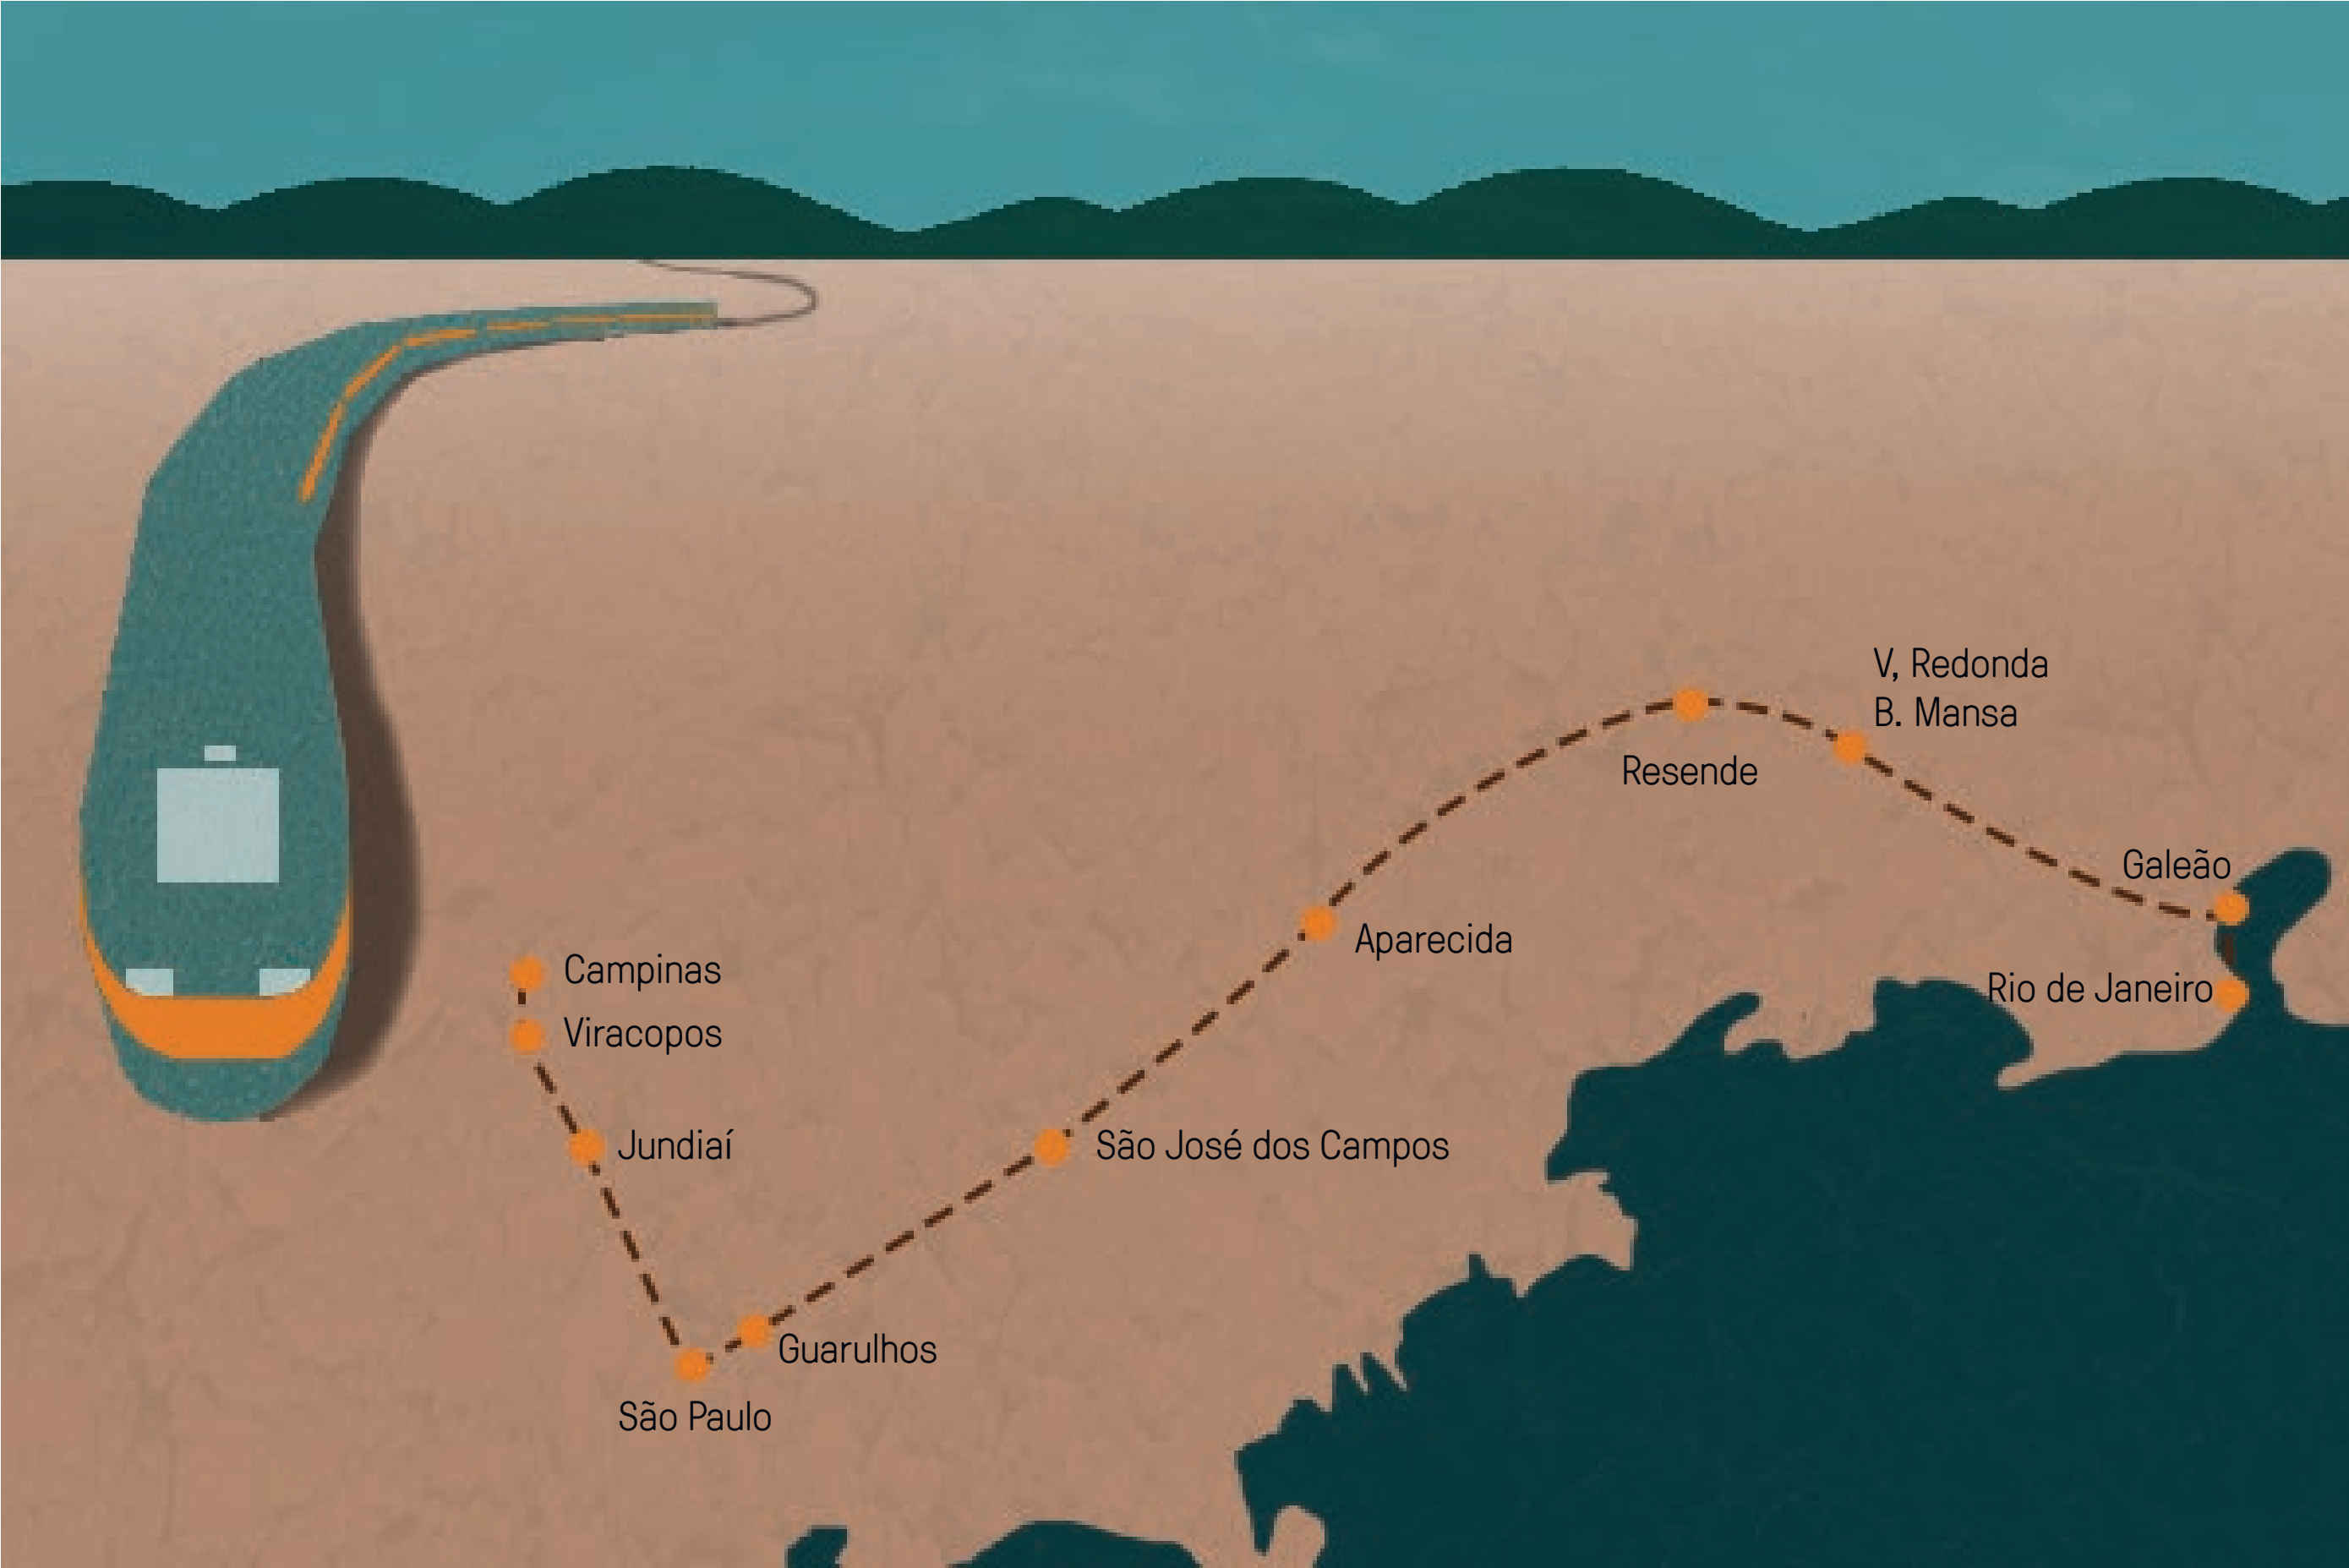 V, Redonda
B. Mansa
Resende
Galeão
Aparecida
Campinas
Rio de Janeiro
Viracopos
Jundiaí
São José dos Campos
Guarulhos
São Paulo